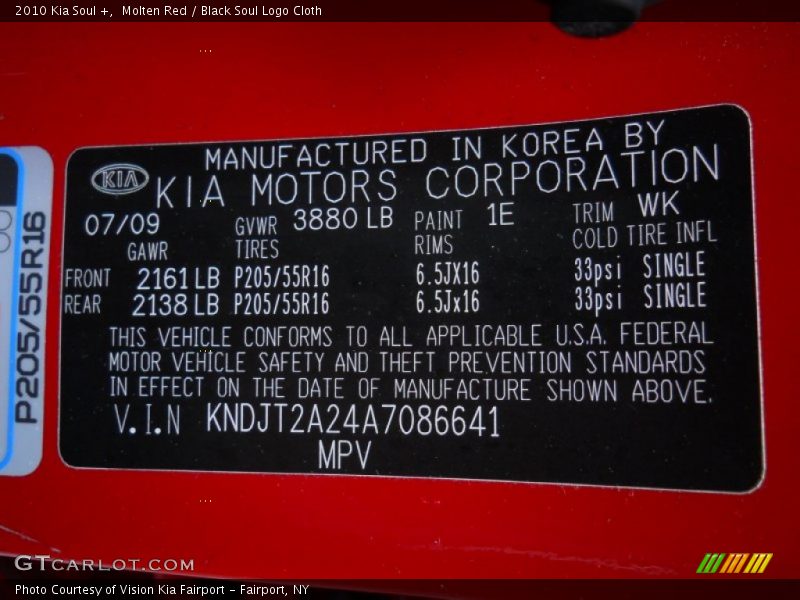 2010 Kia Soul +, Molten Red / Black Soul Logo Cloth
MANUFACTURED IN KOREA BY
KIA KIA MOTORS CORPORATION
07/09 GVWR 3880 LB PAINT 1E TRIM WK
GAWR TIRES RIMS COLD TIRE INFL
FRONT 2161 LB P205/55R16 6.5JX16 33psi SINGLE
REAR 2138 LB P205/55R16 6.5Jx16 33psi SINGLE
THIS VEHICLE CONFORMS TO ALL APPLICABLE U.S.A. FEDERAL
MOTOR VEHICLE SAFETY AND THEFT PREVENTION STANDARDS
IN EFFECT ON THE DATE OF MANUFACTURE SHOWN ABOVE.
V.I.N KNDJT2A24A7086641
MPV
P205/55R16
GTCARLOT.COM
Photo Courtesy of Vision Kia Fairport - Fairport, NY